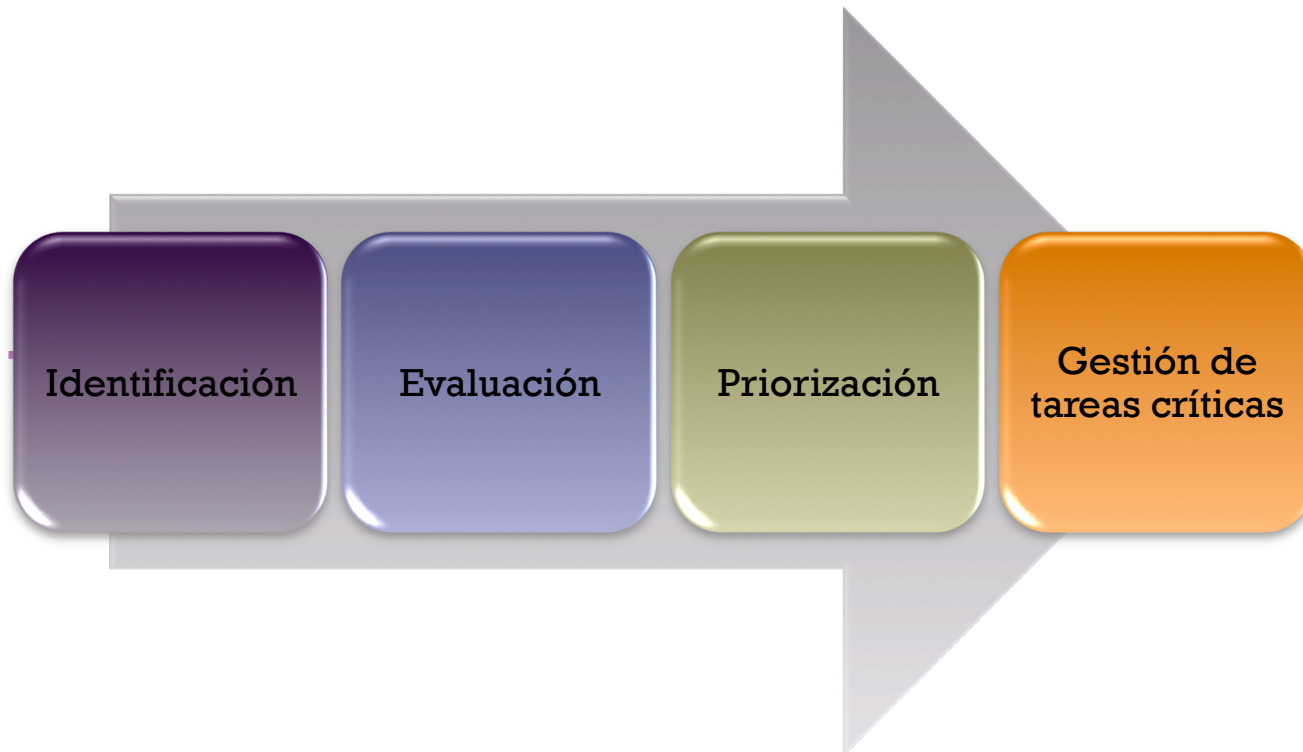 Identificación
Evaluación
Priorización
Gestión de
tareas críticas